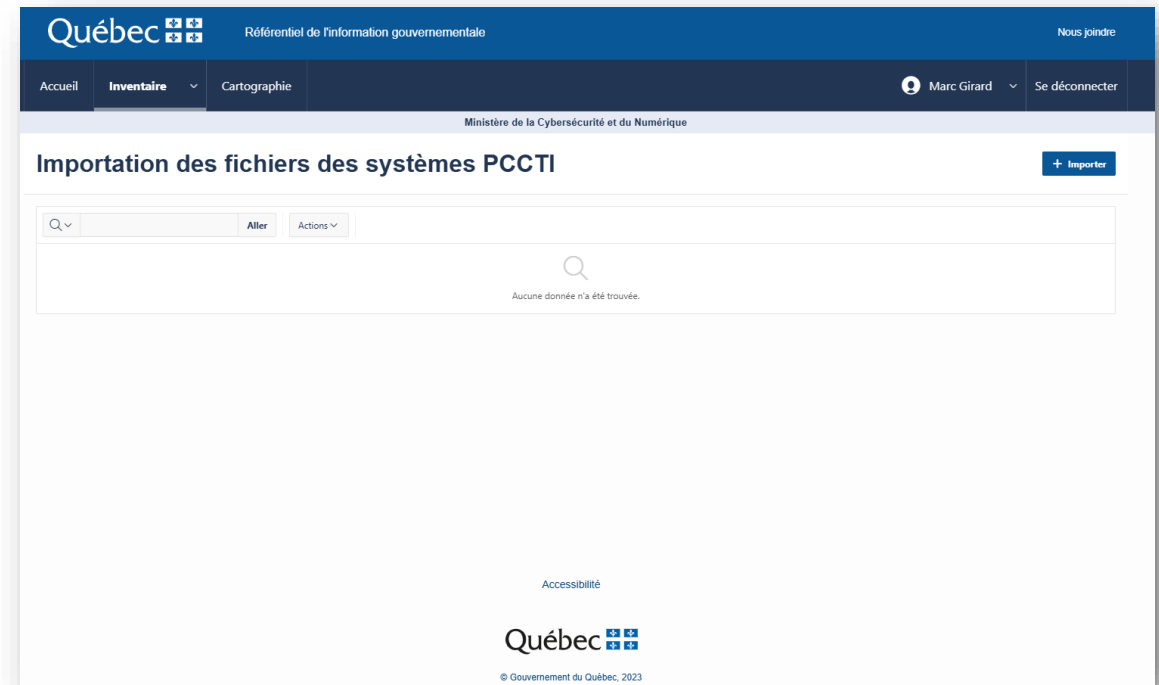 Québec
Référentiel de l'information gouvernementale
Nous joindre
Accueil
Inventaire
Cartographie
Marc Girard
Se déconnecter
Ministère de la Cybersécurité et du Numérique
Importation des fichiers des systèmes PCCTI
+ Importer
Aller
Actions
Aucune donnée n'a été trouvée.
Accessibilité
Québec
© Gouvernement du Québec, 2023